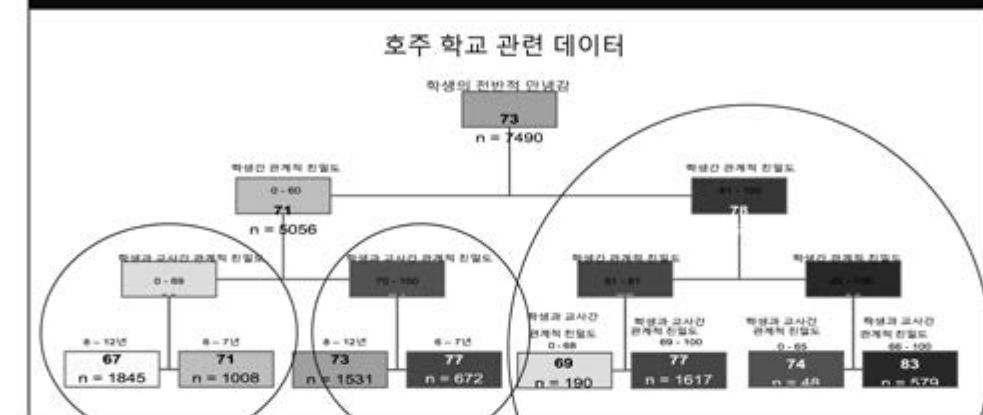 호주 학교 관련 데이터
학생의 전반적 안녕감
73
n = 7490
학생간 관계적 친밀도
0 - 60
71
n = 5056
학생간 관계적 친밀도
61 - 100
78
학생과 교사간 관계적 친밀도
0 - 69
학생과 교사간 관계적 친밀도
70 - 100
학생간 관계적 친밀도
61 - 81
학생간 관계적 친밀도
8 – 12년
67
n = 1845
6 – 7년
71
n = 1008
8 – 12년
73
n = 1531
6 – 7년
77
n = 672
학생과 교사간
관계적 친밀도
0 - 68
69
n = 190
학생과 교사간
관계적 친밀도
69 - 100
77
n = 1617
학생과 교사간
관계적 친밀도
0 - 65
74
n = 48
학생과 교사간
관계적 친밀도
66 - 100
83
n = 579